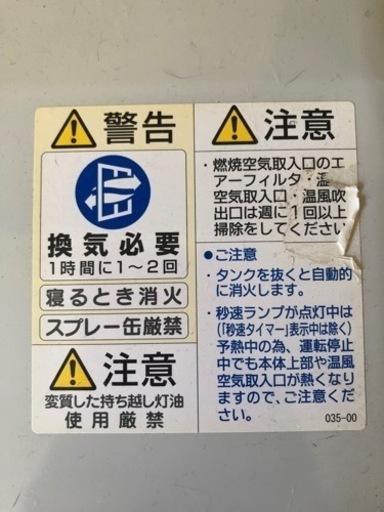 警告
換気必要
1時間に1～2回
寝るとき消火
スプレー缶厳禁
注意
変質した持ち越し灯油
使用厳禁
注意
・燃焼空気取入口のエ
アーフィルタ・温
空気取入口・温風吹
出口は週に1回以上
掃除をしてください
●ご注意
・タンクを抜くと自動的
に消火します。
・秒速ランプが点灯中は
(「秒速タイマー」表示中は除く)
予熱中の為、運転停止
中でも本体上部や温風
空気取入口が熱くなり
ますので、ご注意くだ
さい。
035-00